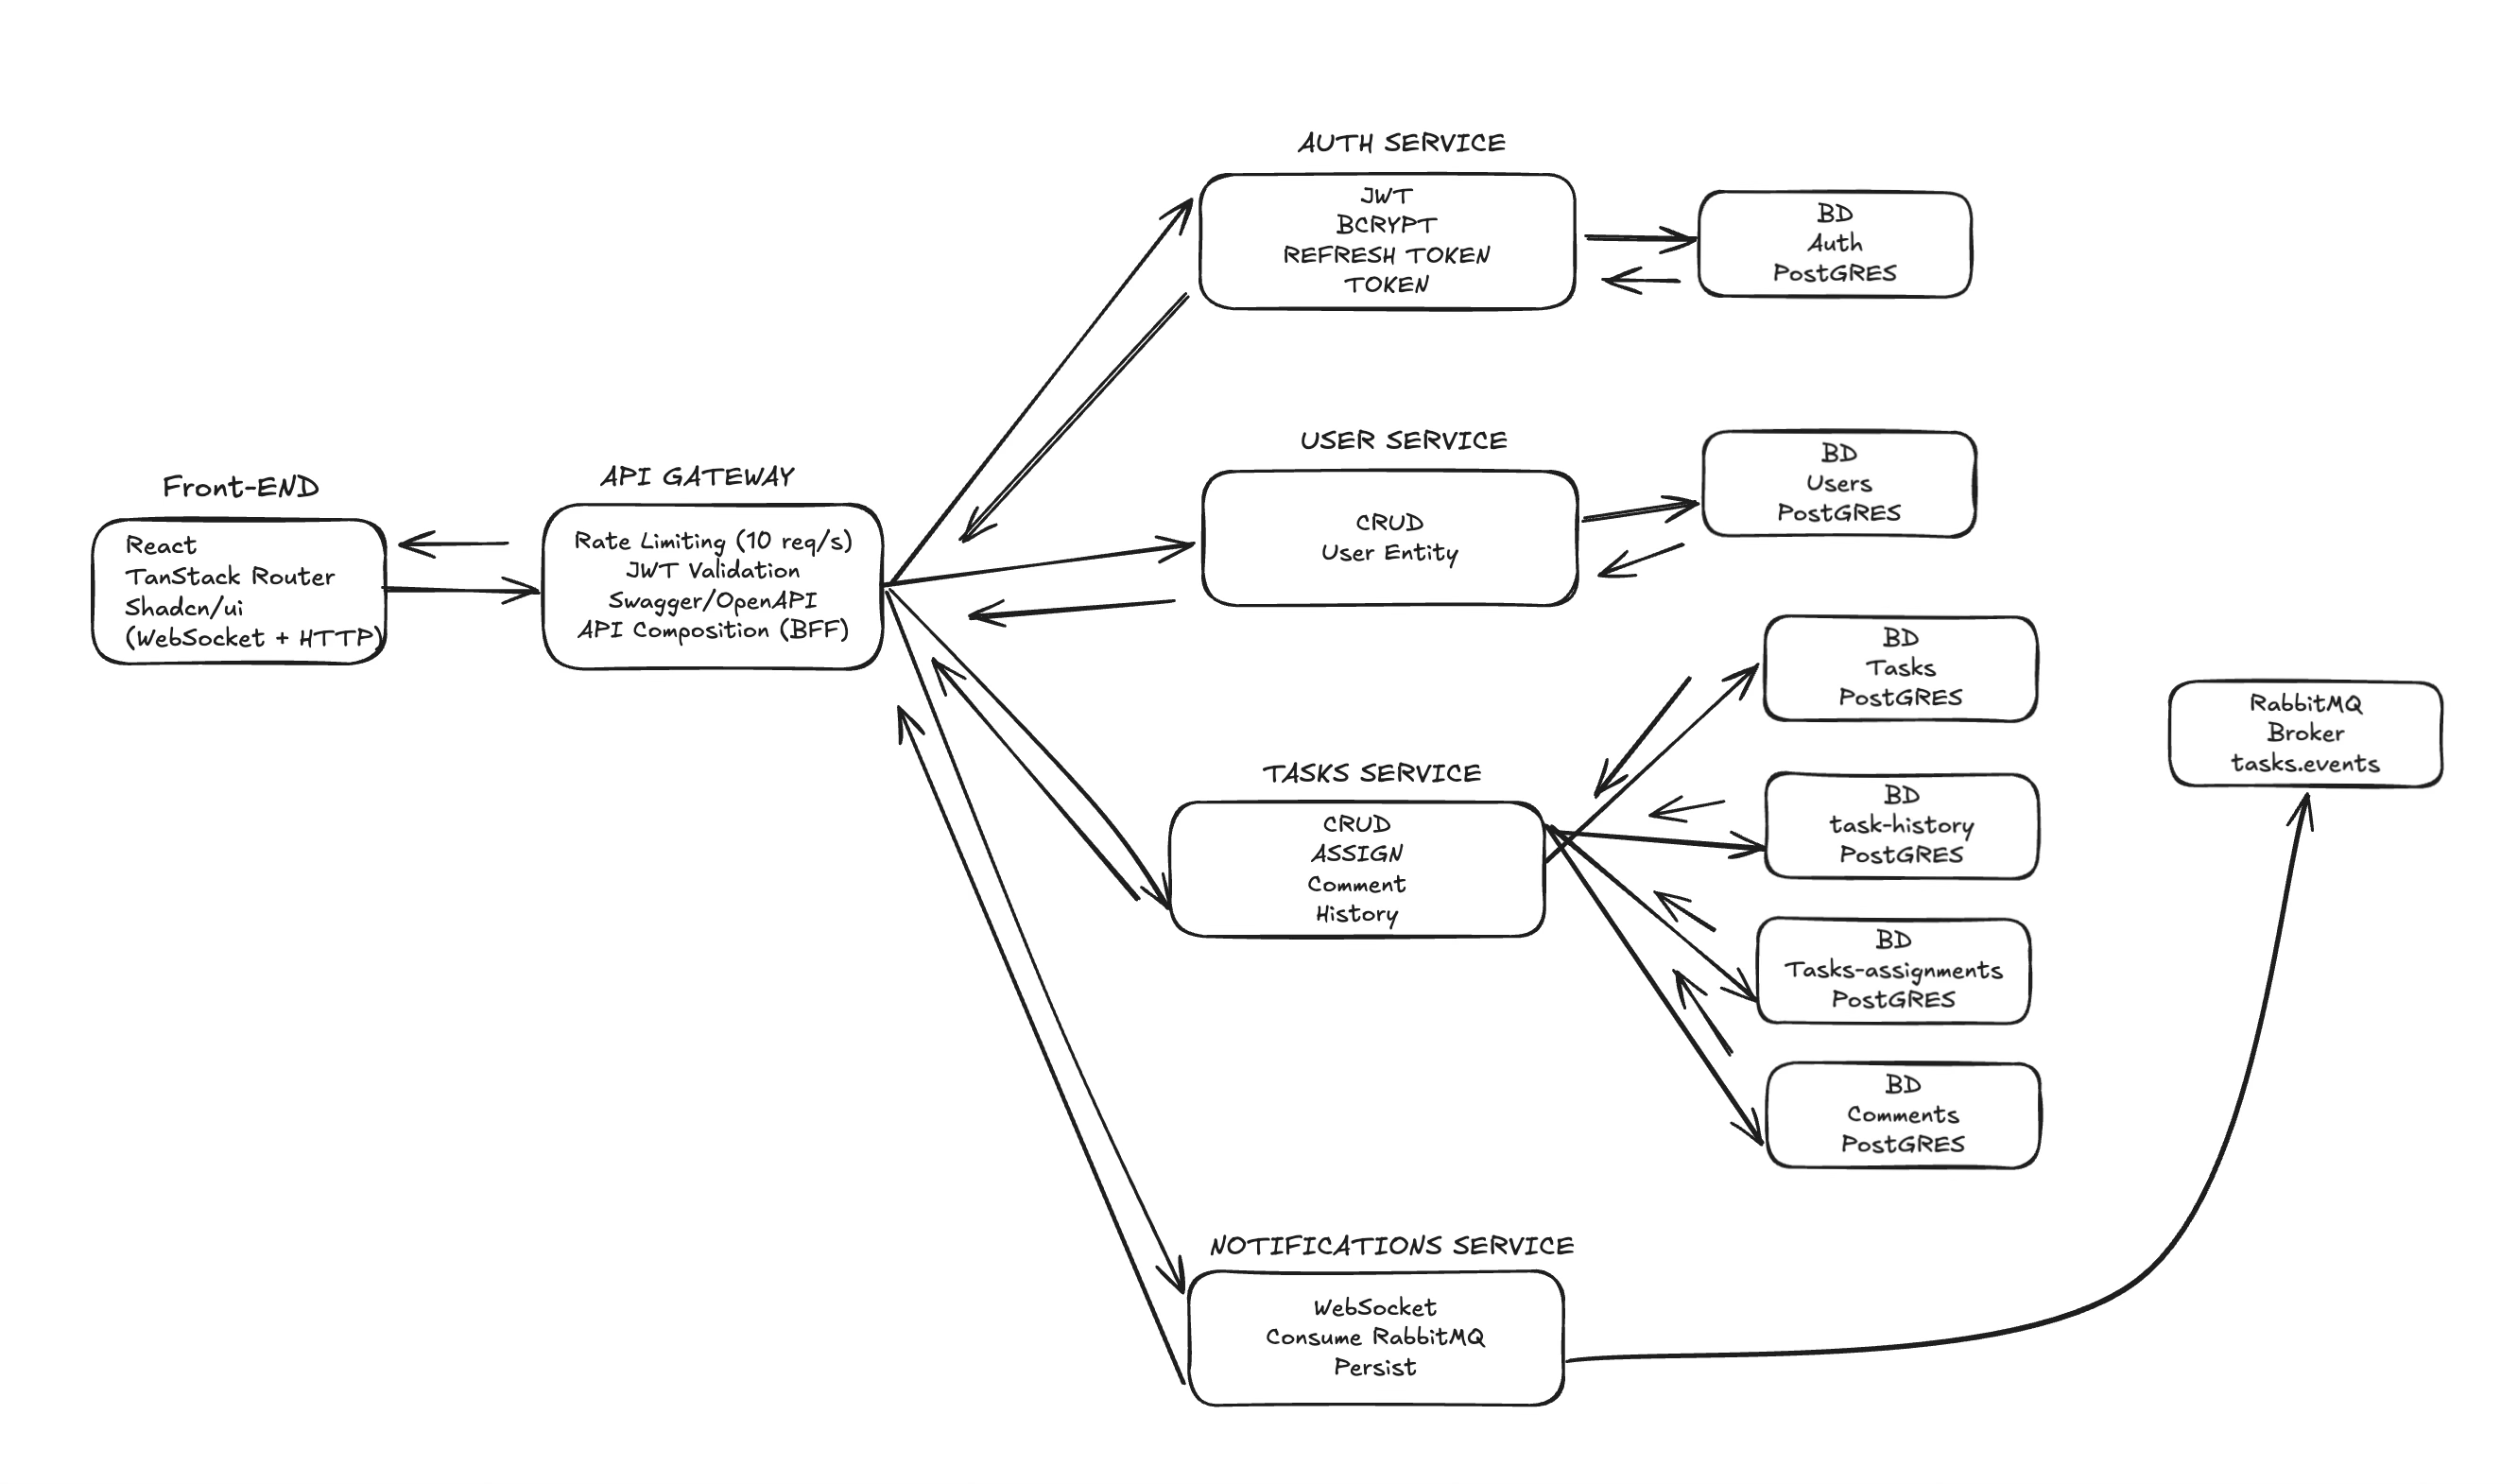 Front-END
React
TanStack Router
Shadcn/ui
(WebSocket + HTTP)
API GATEWAY
Rate Limiting (10 req/s)
JWT Validation
Swagger/OpenAPI
API Composition (BFF)
AUTH SERVICE
JWT
BCRYPT
REFRESH TOKEN
TOKEN
BD
Auth
PostGRES
USER SERVICE
CRUD
User Entity
BD
Users
PostGRES
TASKS SERVICE
CRUD
ASSIGN
Comment
History
BD
Tasks
PostGRES
BD
task-history
PostGRES
BD
Tasks-assignments
PostGRES
BD
Comments
PostGRES
RabbitMQ
Broker
tasks.events
NOTIFICATIONS SERVICE
WebSocket
Consume RabbitMQ
Persist